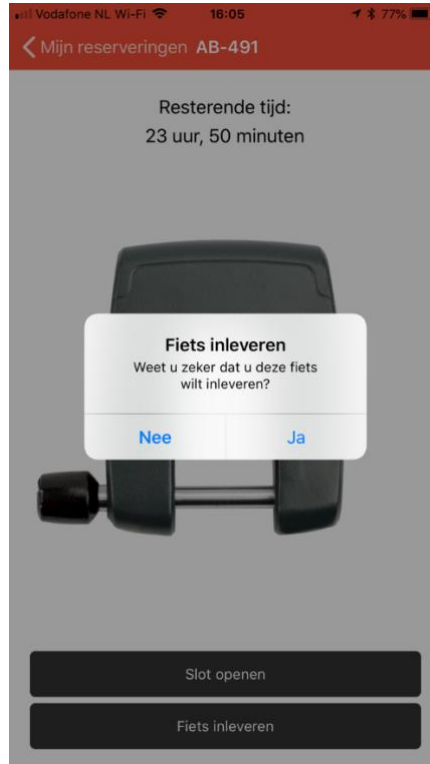 Vodafone NL Wi-Fi 16:05 77%
Mijn reserveringen AB-491
Resterende tijd:
23 uur, 50 minuten
Fiets inleveren
Weet u zeker dat u deze fiets
wilt inleveren?
Nee Ja
Slot openen
Fiets inleveren